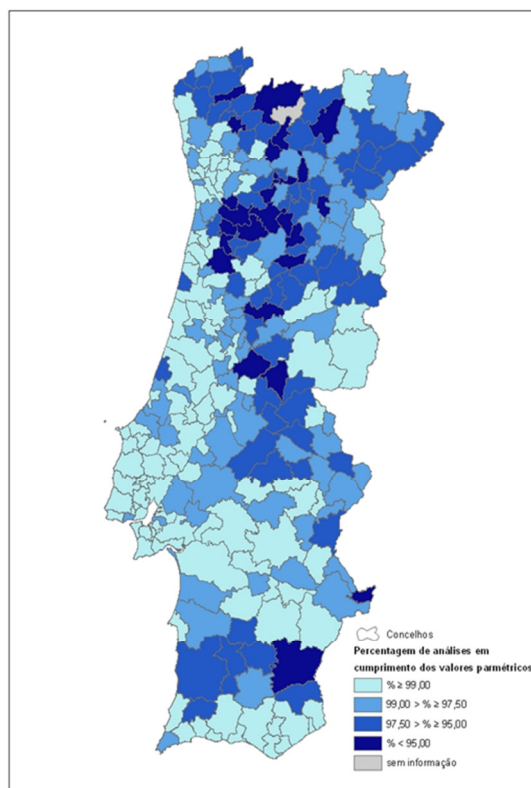 Concelhos
Percentagem de análises em
cumprimento dos valores parmétricos
% ≥ 99,00
99,00 > % ≥ 97,50
97,50 > % ≥ 95,00
% < 95,00
sem informação